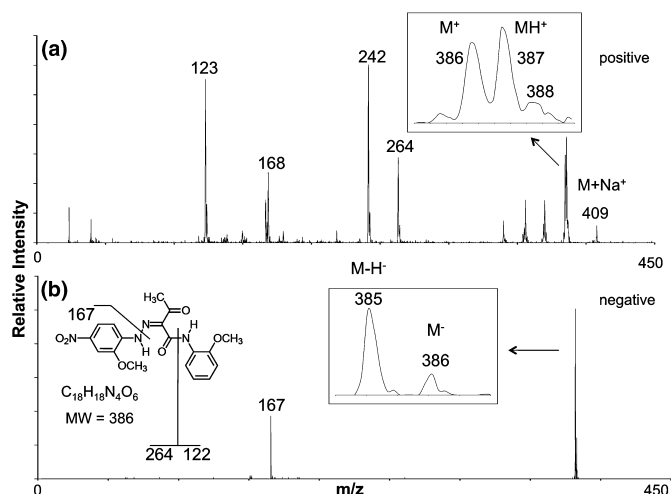 (a)
123
168
242
264
M⁺ MH⁺
386 387
388
positive
M+Na⁺
409
0 450
Relative Intensity
(b)
M-H⁻
385
M⁻
386
negative
167
H₃C O
N N H
NO₂ N O N OCH₃
H
OCH₃
C₁₈H₁₈N₄O₆
MW = 386
264 122
167
0 m/z 450